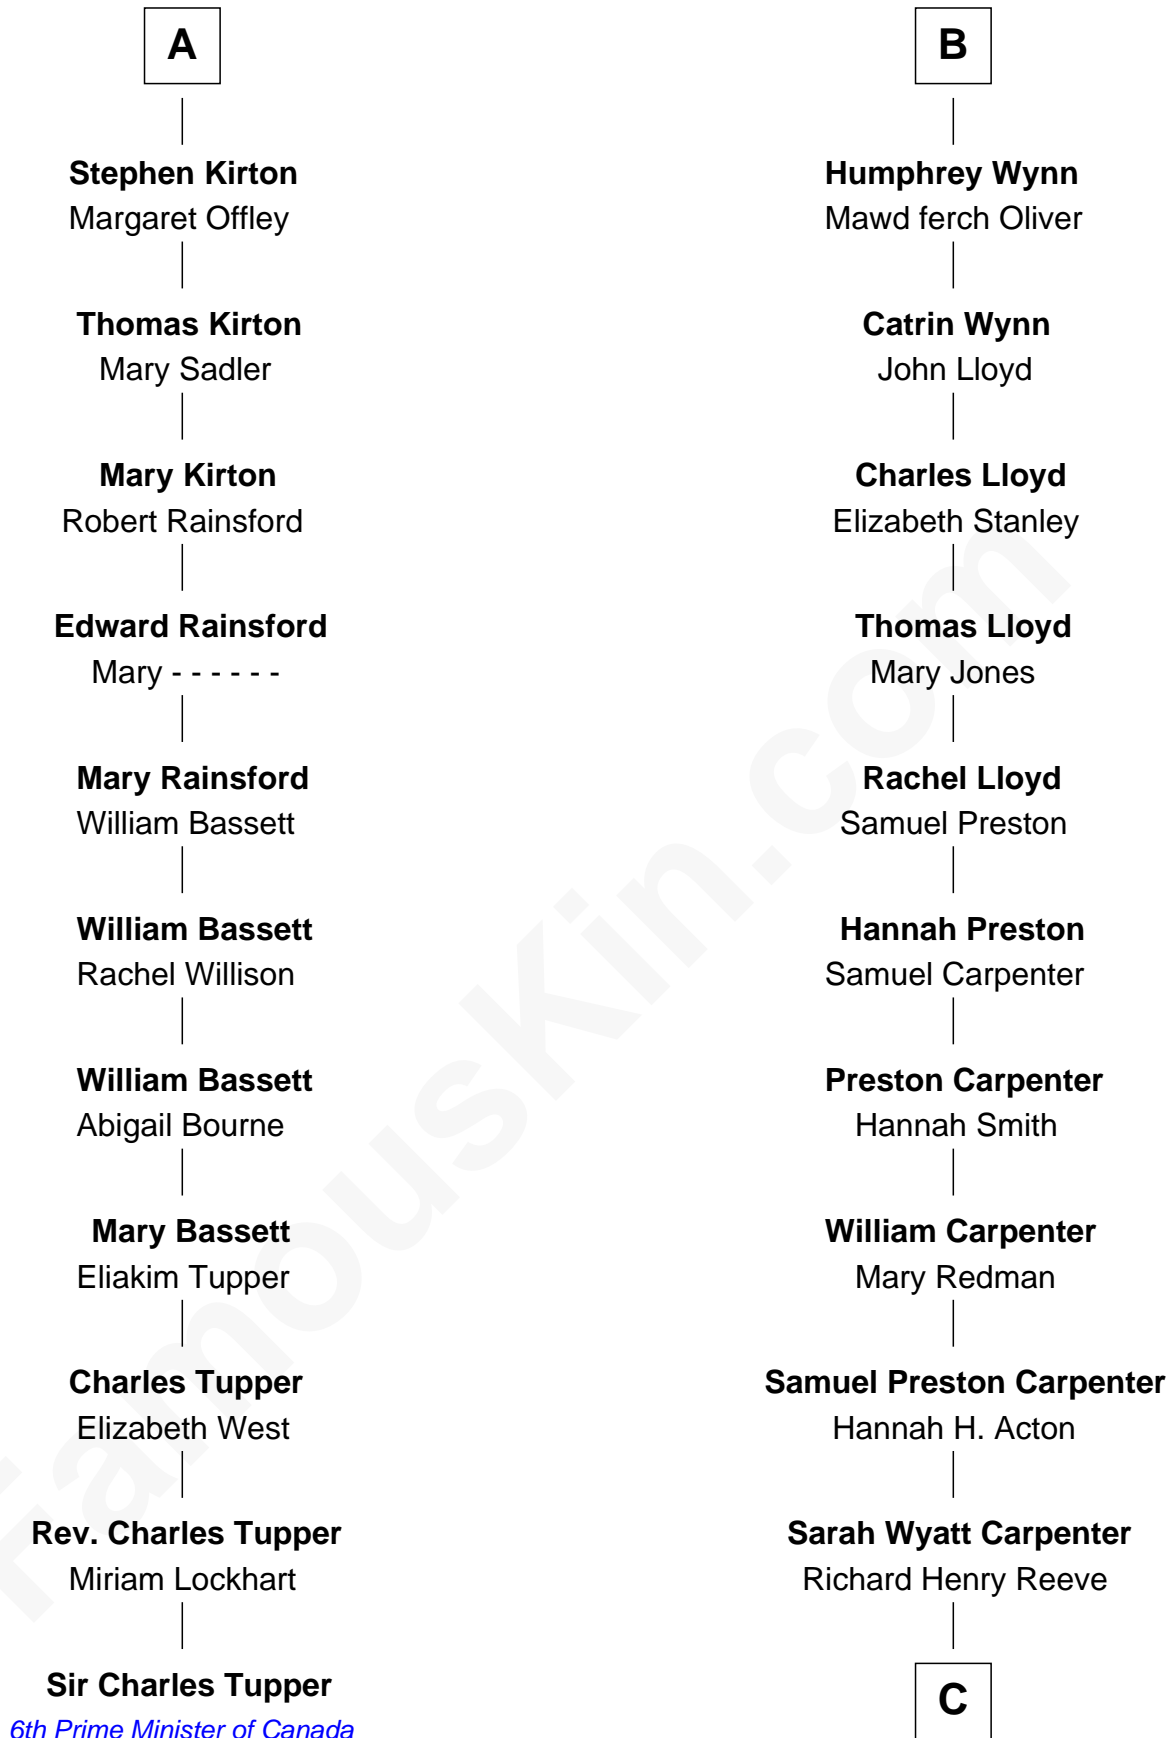 A
Stephen Kirton
Margaret Offley
Thomas Kirton
Mary Sadler
Mary Kirton
Robert Rainsford
Edward Rainsford
Mary - - - - - -
Mary Rainsford
William Bassett
William Bassett
Rachel Willison
William Bassett
Abigail Bourne
Mary Bassett
Eliakim Tupper
Charles Tupper
Elizabeth West
Rev. Charles Tupper
Miriam Lockhart
Sir Charles Tupper
6th Prime Minister of Canada
B
Humphrey Wynn
Mawd ferch Oliver
Catrin Wynn
John Lloyd
Charles Lloyd
Elizabeth Stanley
Thomas Lloyd
Mary Jones
Rachel Lloyd
Samuel Preston
Hannah Preston
Samuel Carpenter
Preston Carpenter
Hannah Smith
William Carpenter
Mary Redman
Samuel Preston Carpenter
Hannah H. Acton
Sarah Wyatt Carpenter
Richard Henry Reeve
C
FamousKin.com